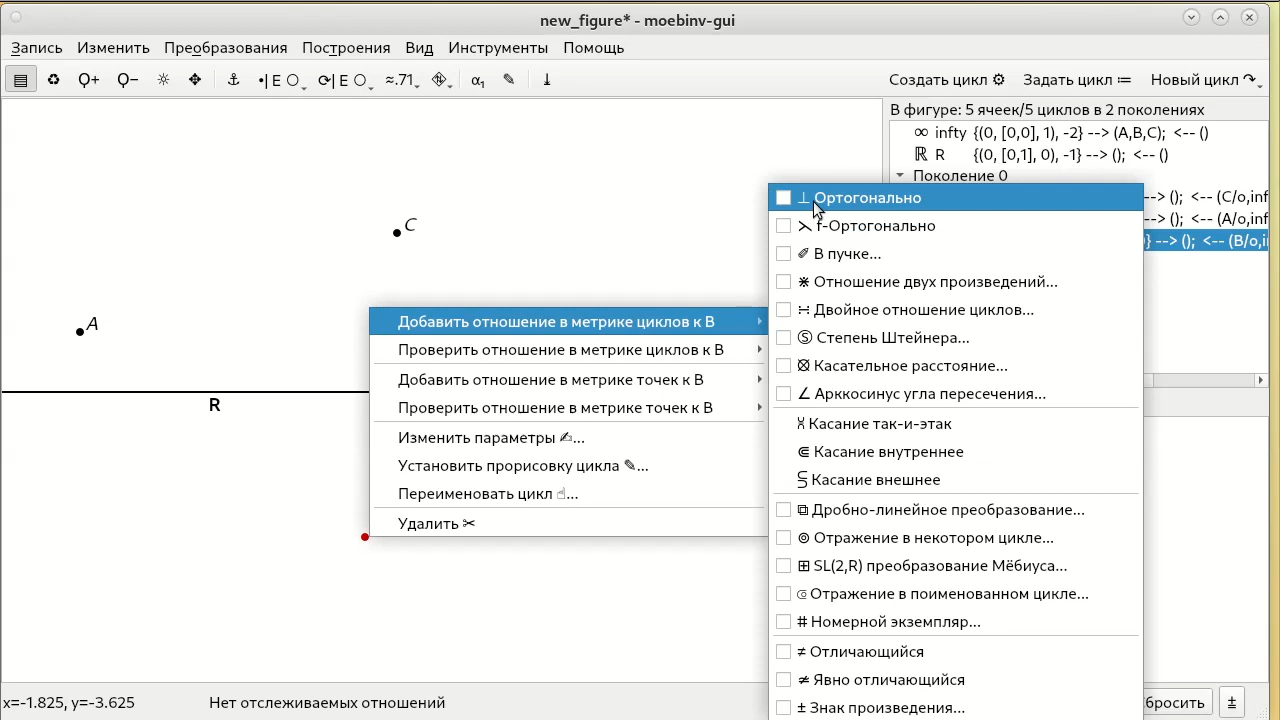 new_figure* - moebinv-gui
Запись Изменить Преобразования Построения Вид Инструменты Помощь
E E ≈.71 α₁ Создать цикл Задать цикл Новый цикл
В фигуре: 5 ячеек/5 циклов в 2 поколениях
∞ infty {(0, [0,0], 1), -2} --> (A,B,C); <-- ()
ℝ R {(0, [0,1], 0), -1} --> (); <-- ()
Поколение 0
> (); <-- (C/o,inf
> (); <-- (A/o,inf
} --> (); <-- (B/o,i
C
A
R
Добавить отношение в метрике циклов к B
Проверить отношение в метрике циклов к B
Добавить отношение в метрике точек к B
Проверить отношение в метрике точек к B
Изменить параметры ✍...
Установить прорисовку цикла ✎...
Переименовать цикл ☝...
Удалить ✂
⊥ Ортогонально
f-Ортогонально
✐ В пучке...
⋇ Отношение двух произведений...
∺ Двойное отношение циклов...
Ⓢ Степень Штейнера...
Касательное расстояние...
∠ Арккосинус угла пересечения...
Касание так-и-этак
⋐ Касание внутреннее
Касание внешнее
⧉ Дробно-линейное преобразование...
⊚ Отражение в некотором цикле...
⊞ SL(2,R) преобразование Мёбиуса...
Отражение в поименованном цикле...
# Номерной экземпляр...
≠ Отличающийся
≉ Явно отличающийся
± Знак произведения...
x=-1.825, y=-3.625 Нет отслеживаемых отношений бросить ±